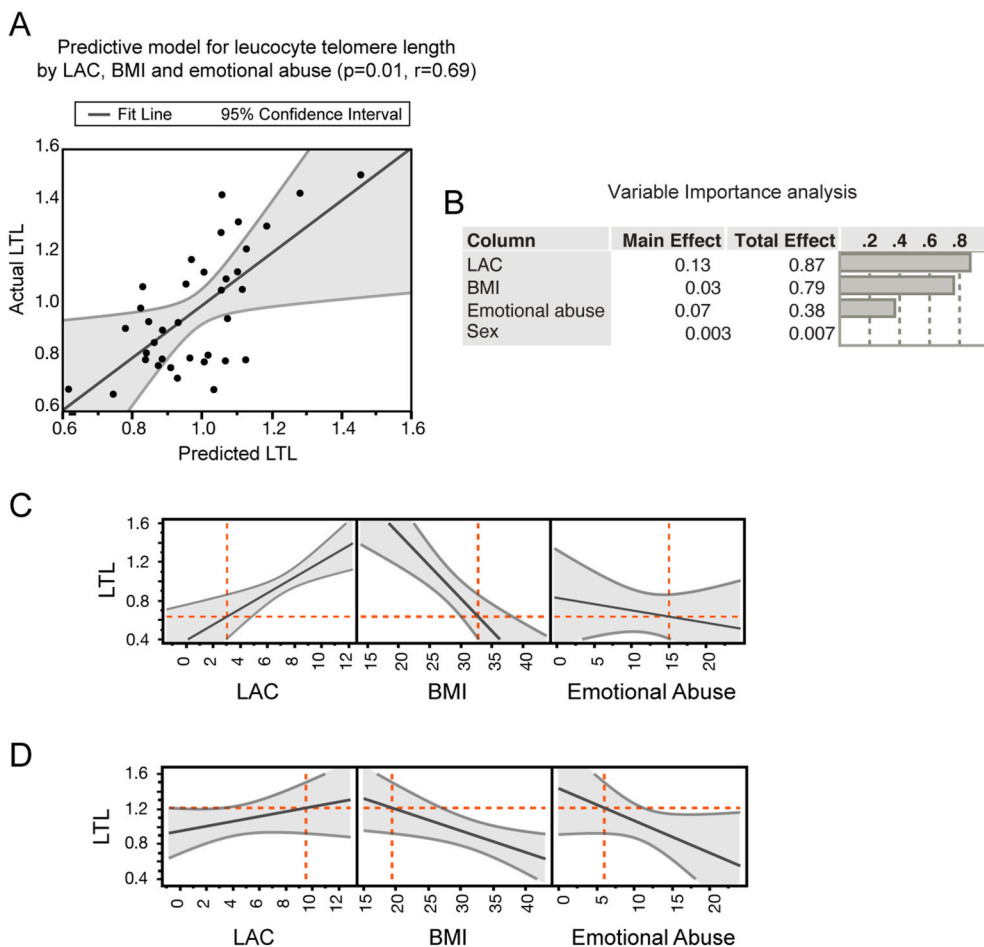 A
Predictive model for leucocyte telomere length
by LAC, BMI and emotional abuse (p=0.01, r=0.69)
Fit Line 95% Confidence Interval
1.6
1.4
1.2
1.0
0.8
0.6
Actual LTL
0.6 0.8 1.0 1.2 1.4 1.6
Predicted LTL
B
Variable Importance analysis
Column Main Effect Total Effect .2 .4 .6 .8
LAC 0.13 0.87
BMI 0.03 0.79
Emotional abuse 0.07 0.38
Sex 0.003 0.007
C
LTL
1.6
1.2
0.8
0.4
0 2 4 6 8 10 12 15 20 25 30 35 40 0 5 10 15 20
LAC BMI Emotional Abuse
D
LTL
1.6
1.2
0.8
0.4
0 2 4 6 8 10 12 15 20 25 30 35 40 0 5 10 15 20
LAC BMI Emotional Abuse